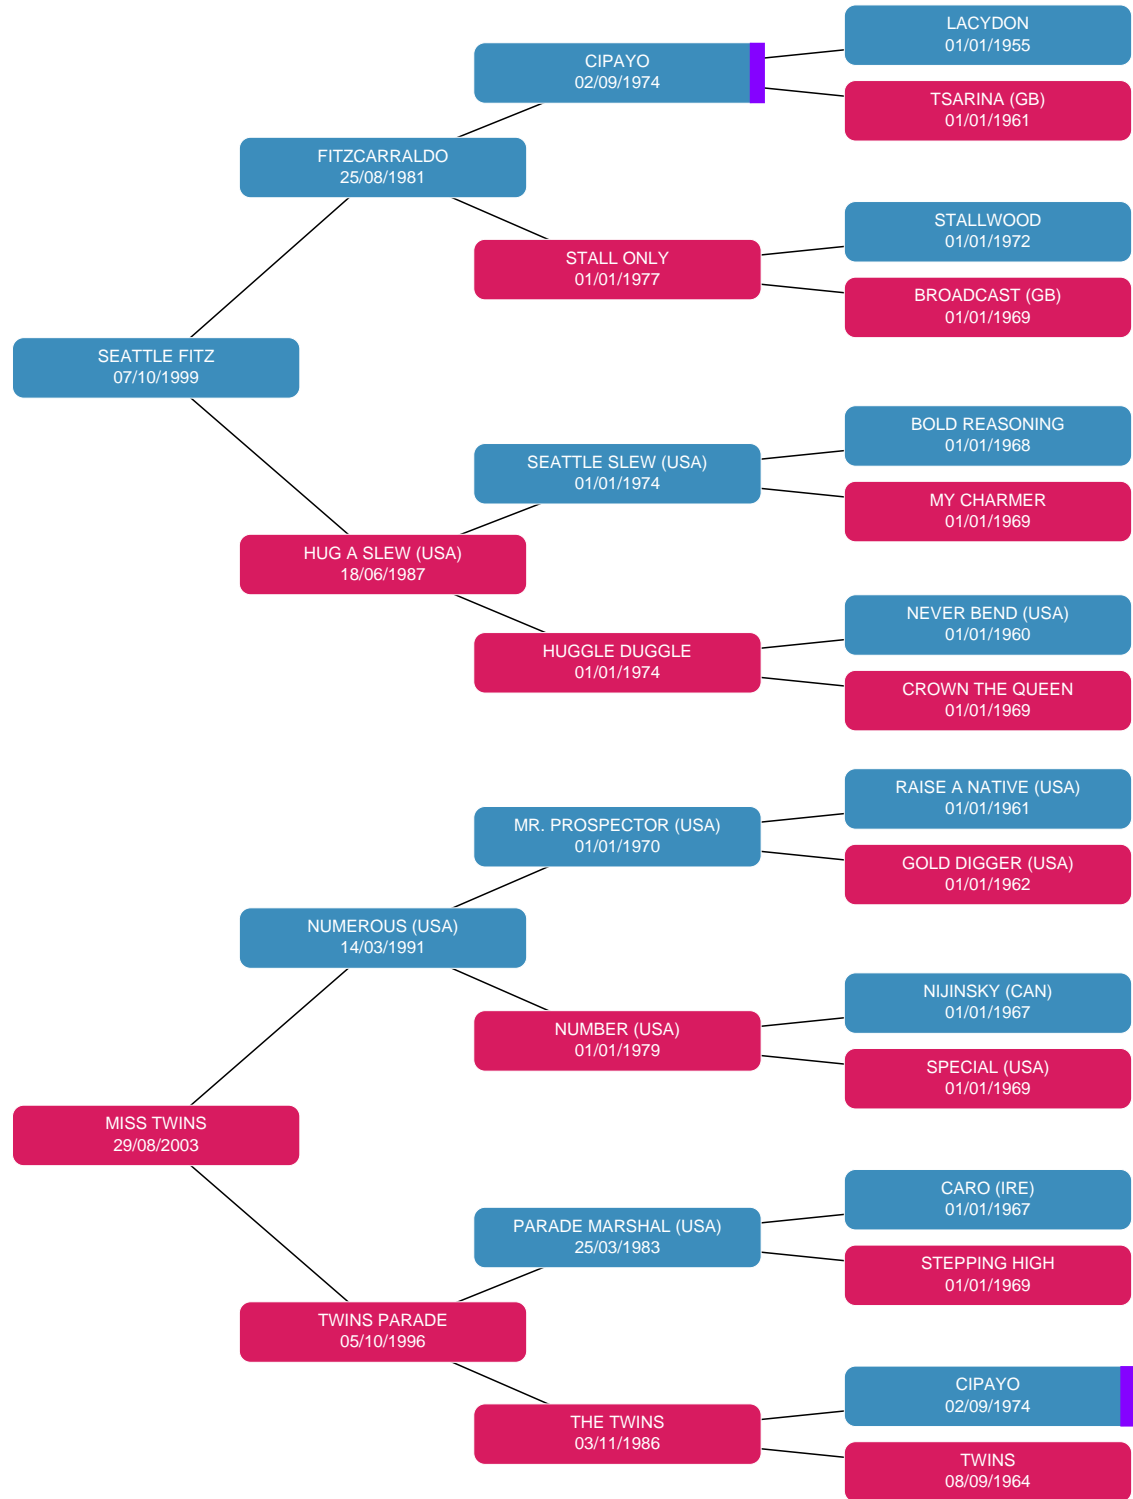 LACYDON
01/01/1955
CIPAYO
02/09/1974
TSARINA (GB)
01/01/1961
FITZCARRALDO
25/08/1981
STALLWOOD
01/01/1972
STALL ONLY
01/01/1977
BROADCAST (GB)
01/01/1969
SEATTLE FITZ
07/10/1999
BOLD REASONING
01/01/1968
SEATTLE SLEW (USA)
01/01/1974
MY CHARMER
01/01/1969
HUG A SLEW (USA)
18/06/1987
NEVER BEND (USA)
01/01/1960
HUGGLE DUGGLE
01/01/1974
CROWN THE QUEEN
01/01/1969
RAISE A NATIVE (USA)
01/01/1961
MR. PROSPECTOR (USA)
01/01/1970
GOLD DIGGER (USA)
01/01/1962
NUMEROUS (USA)
14/03/1991
NIJINSKY (CAN)
01/01/1967
NUMBER (USA)
01/01/1979
SPECIAL (USA)
01/01/1969
MISS TWINS
29/08/2003
CARO (IRE)
01/01/1967
PARADE MARSHAL (USA)
25/03/1983
STEPPING HIGH
01/01/1969
TWINS PARADE
05/10/1996
CIPAYO
02/09/1974
THE TWINS
03/11/1986
TWINS
08/09/1964